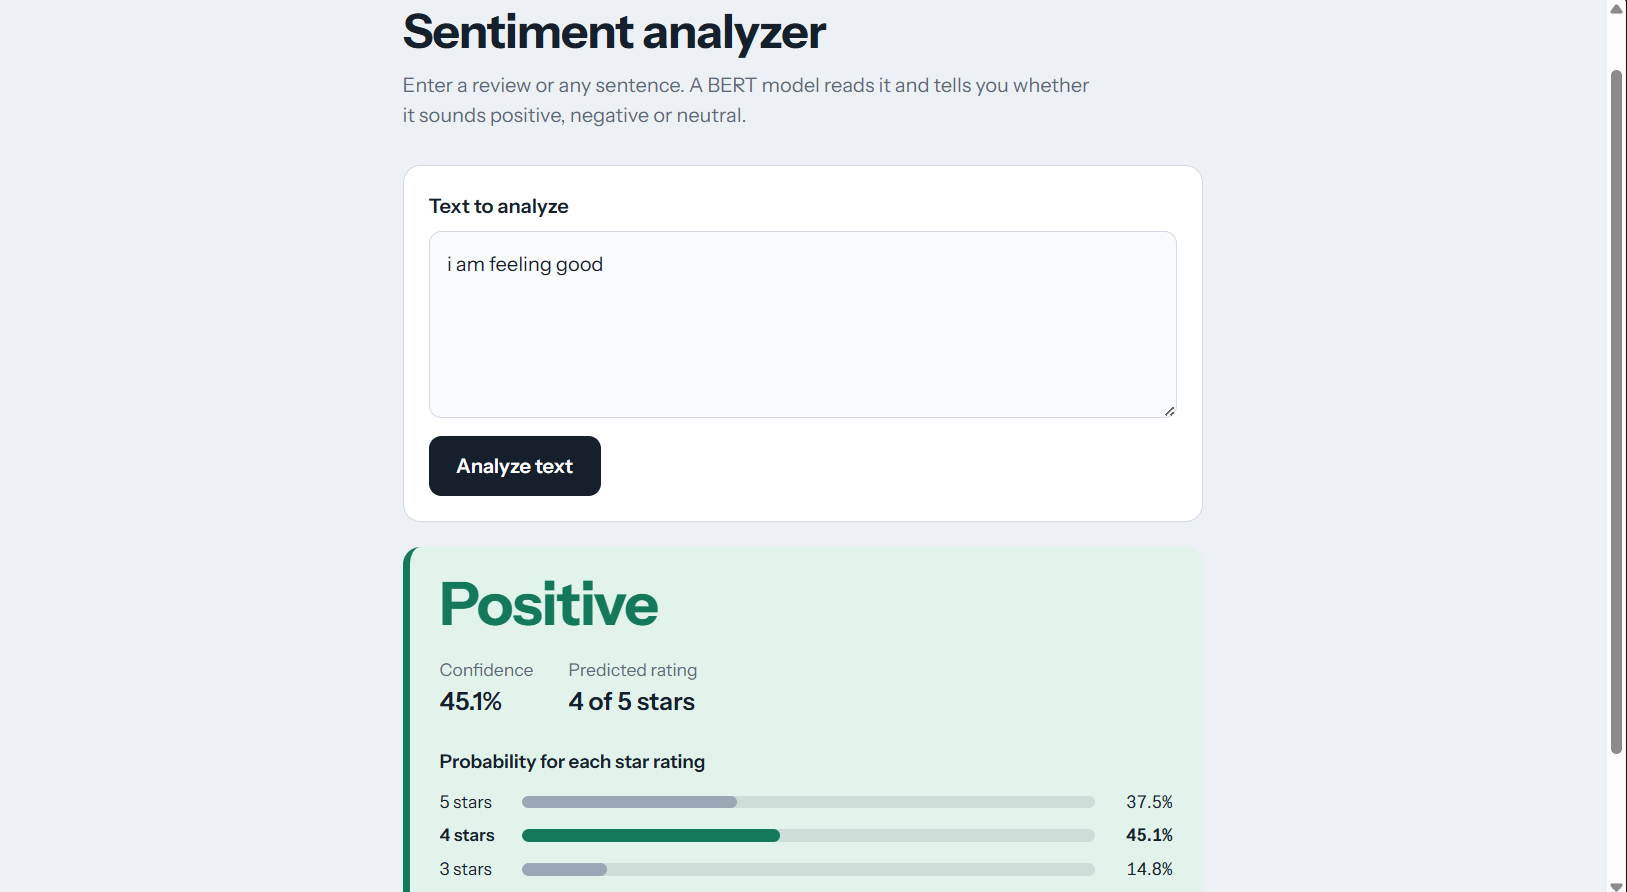 Sentiment analyzer
Enter a review or any sentence. A BERT model reads it and tells you whether
it sounds positive, negative or neutral.
Text to analyze
i am feeling good
Analyze text
Positive
Confidence
45.1%
Predicted rating
4 of 5 stars
Probability for each star rating
5 stars 37.5%
4 stars 45.1%
3 stars 14.8%